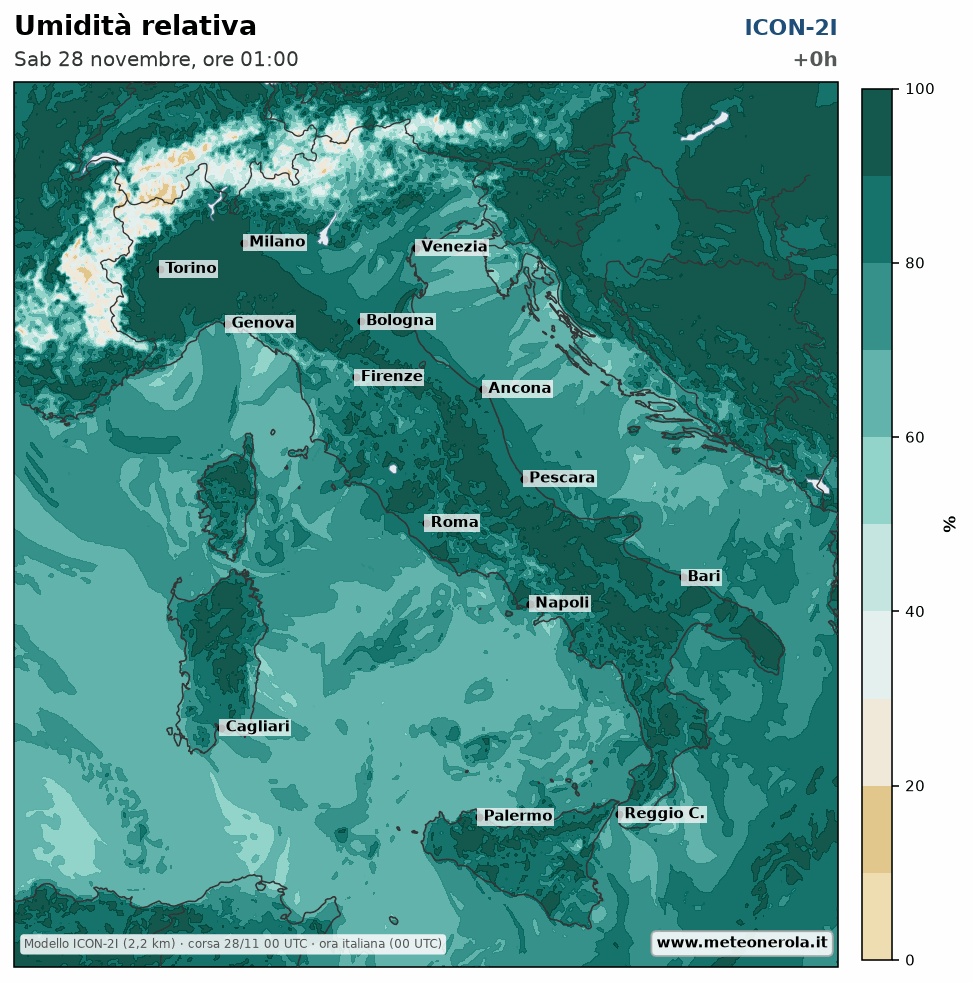 Umidità relativa
ICON-2I
Sab 28 novembre, ore 01:00
+0h
100
80
60
40
20
0
%
Milano
Venezia
Torino
Genova
Bologna
Firenze
Ancona
Pescara
Roma
Bari
Napoli
Cagliari
Palermo
Reggio C.
Modello ICON-2I (2,2 km) · corsa 28/11 00 UTC · ora italiana (00 UTC)
www.meteonerola.it